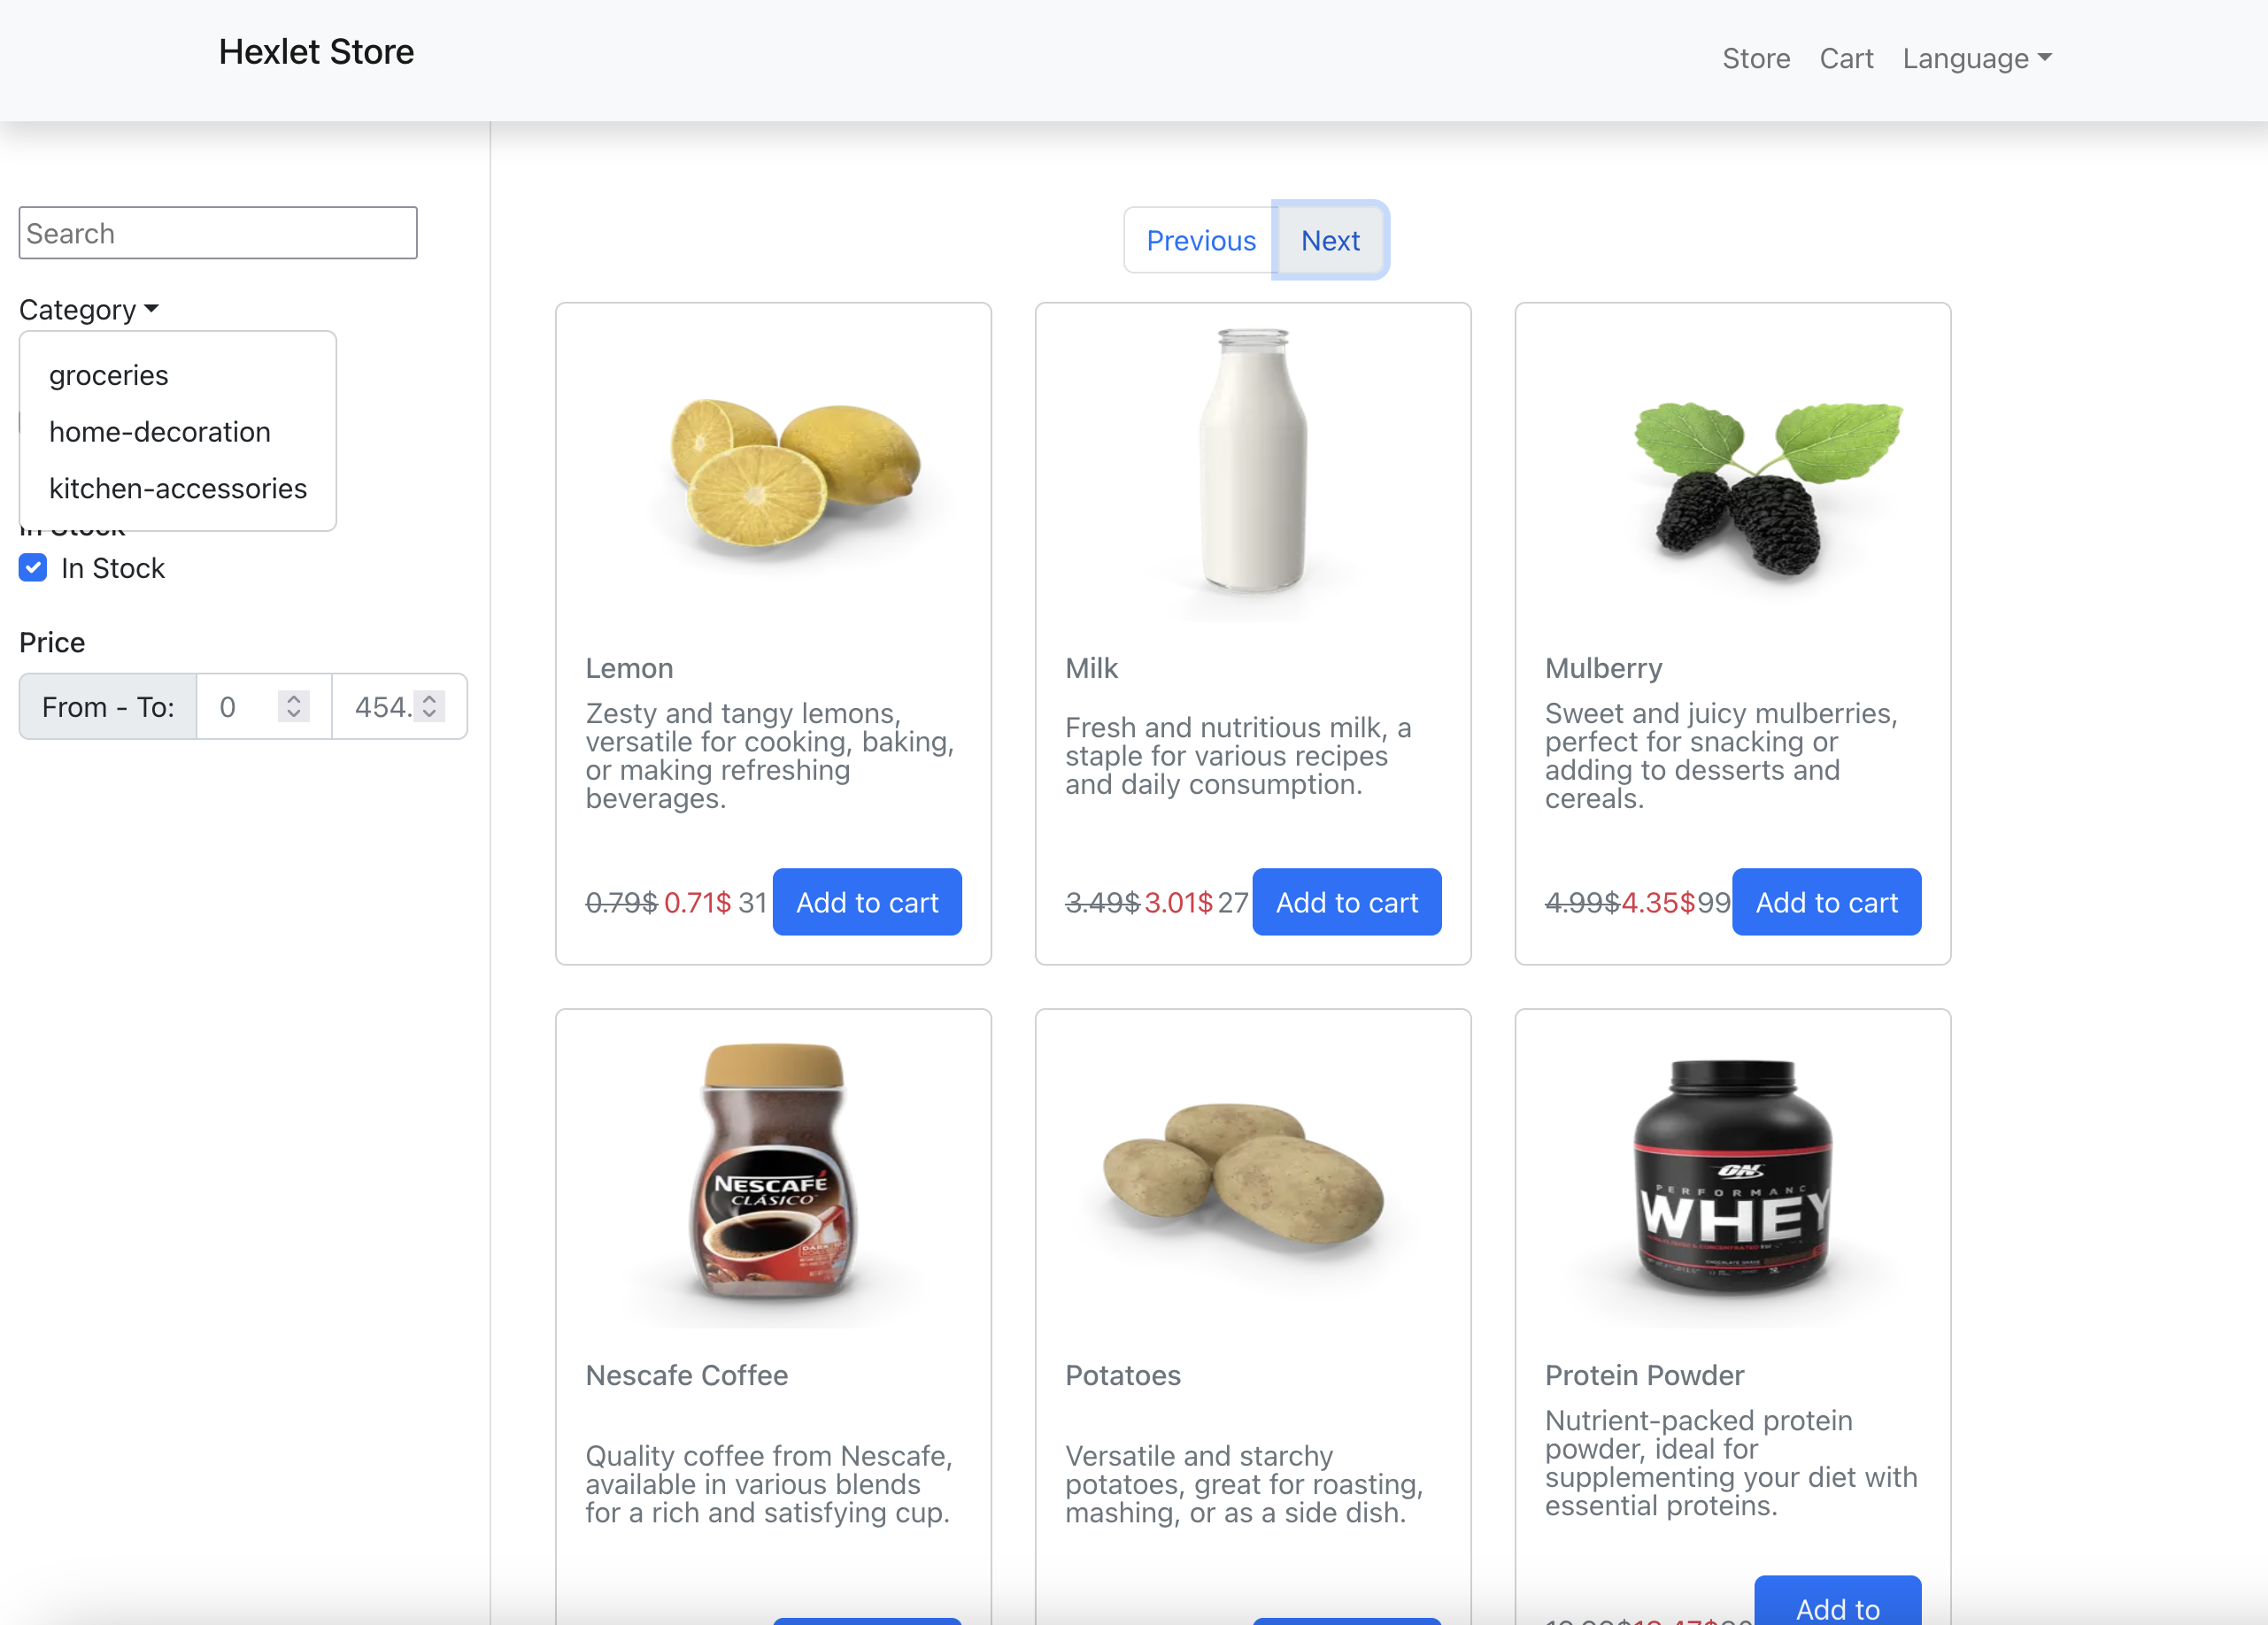 Hexlet Store
Store Cart Language
Search
Category
groceries
home-decoration
kitchen-accessories
In Stock
In Stock
Price
From - To: 0 454.
Previous Next
Lemon
Zesty and tangy lemons,
versatile for cooking, baking,
or making refreshing
beverages.
0.79$ 0.71$ 31 Add to cart
Milk
Fresh and nutritious milk, a
staple for various recipes
and daily consumption.
3.49$ 3.01$ 27 Add to cart
Mulberry
Sweet and juicy mulberries,
perfect for snacking or
adding to desserts and
cereals.
4.99$ 4.35$ 99 Add to cart
NESCAFÉ
CLÁSICO
Nescafe Coffee
Quality coffee from Nescafe,
available in various blends
for a rich and satisfying cup.
Potatoes
Versatile and starchy
potatoes, great for roasting,
mashing, or as a side dish.
ON
PERFORMANC
WHEY
Protein Powder
Nutrient-packed protein
powder, ideal for
supplementing your diet with
essential proteins.
Add to